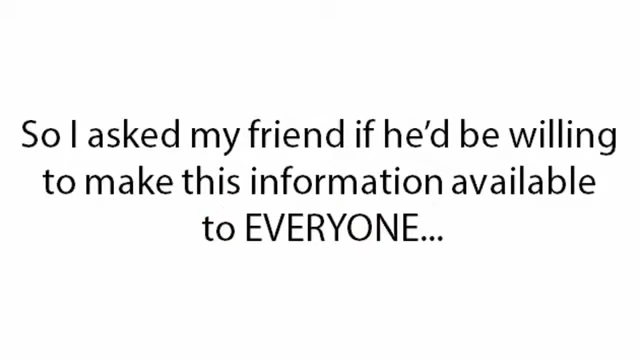 So I asked my friend if he’d be willing
to make this information available
to EVERYONE...